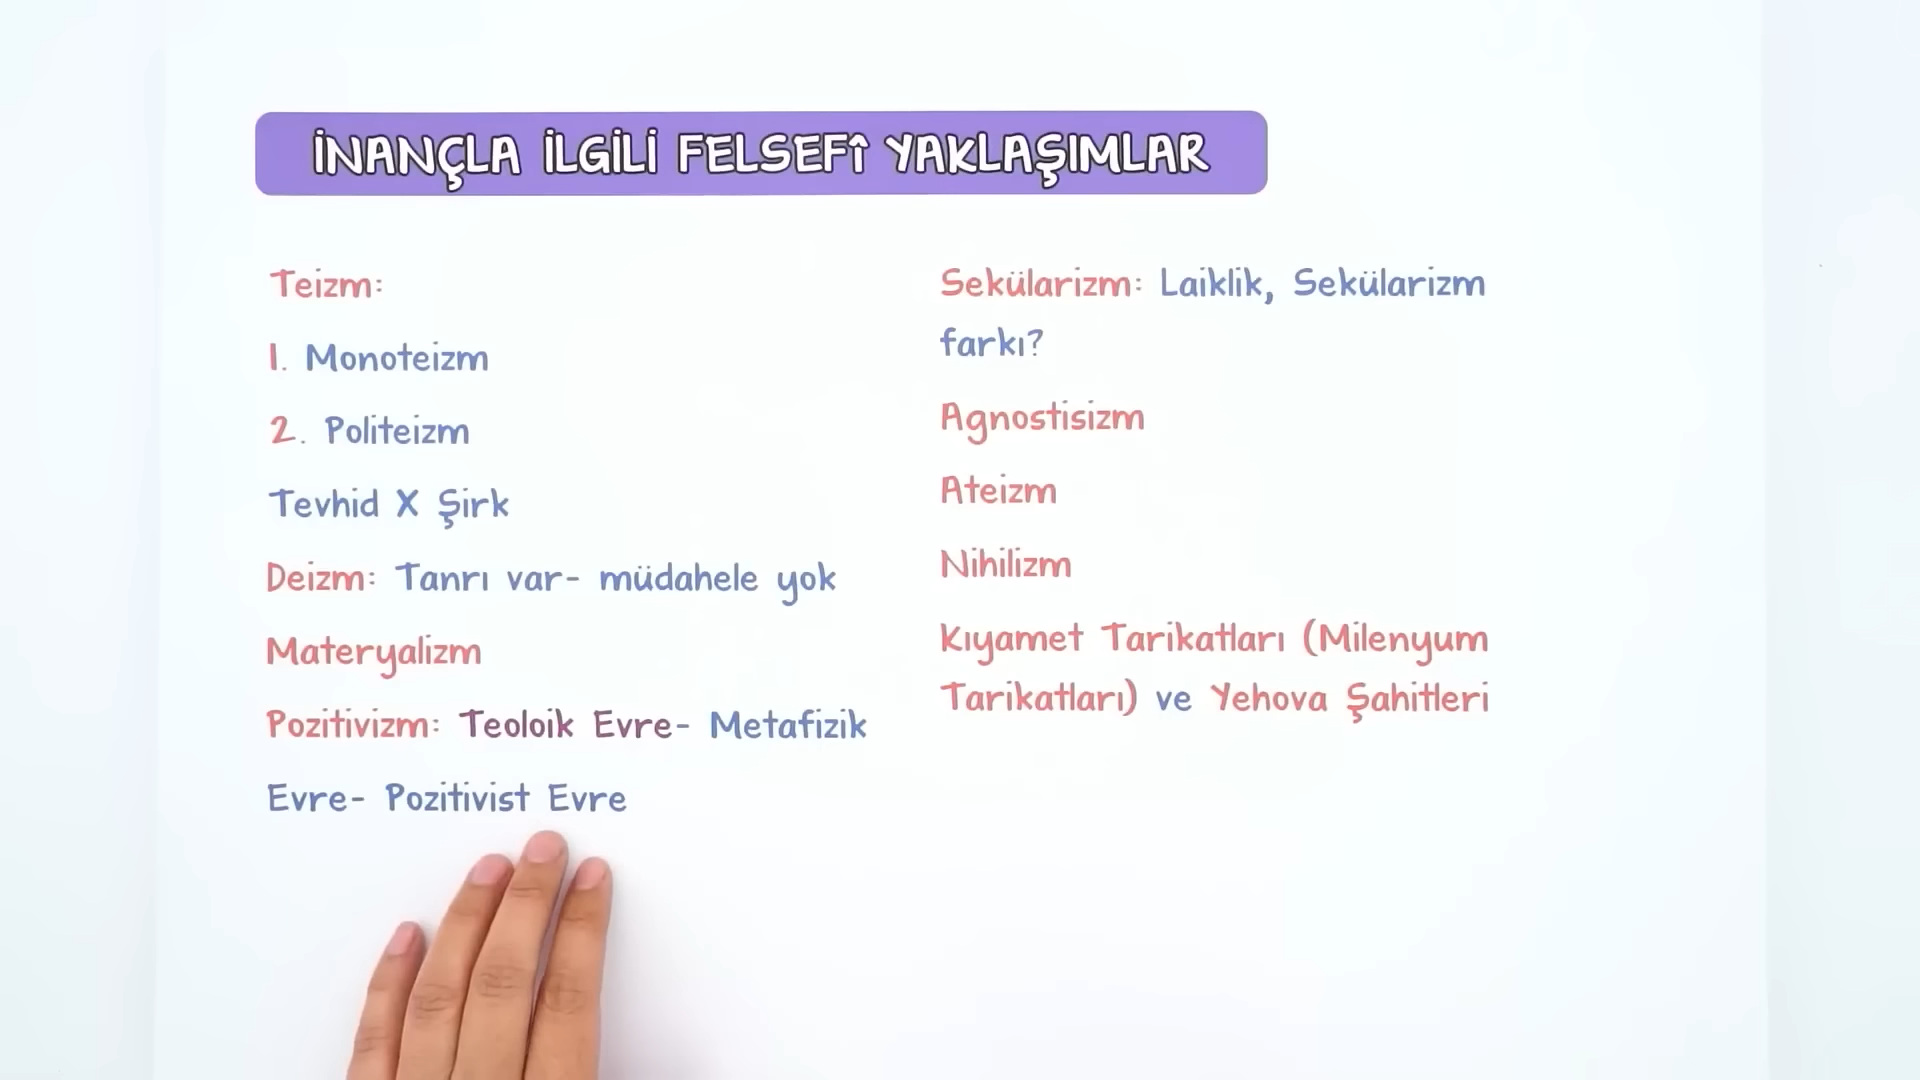 İNANÇLA İLGİLİ FELSEFÎ YAKLAŞIMLAR
Teizm:
1. Monoteizm
2. Politeizm
Tevhid X Şirk
Deizm: Tanrı var- müdahele yok
Materyalizm
Pozitivizm: Teoloik Evre- Metafizik
Evre- Pozitivist Evre
Sekülarizm: Laiklik, Sekülarizm
farkı?
Agnostisizm
Ateizm
Nihilizm
Kıyamet Tarikatları (Milenyum
Tarikatları) ve Yehova Şahitleri